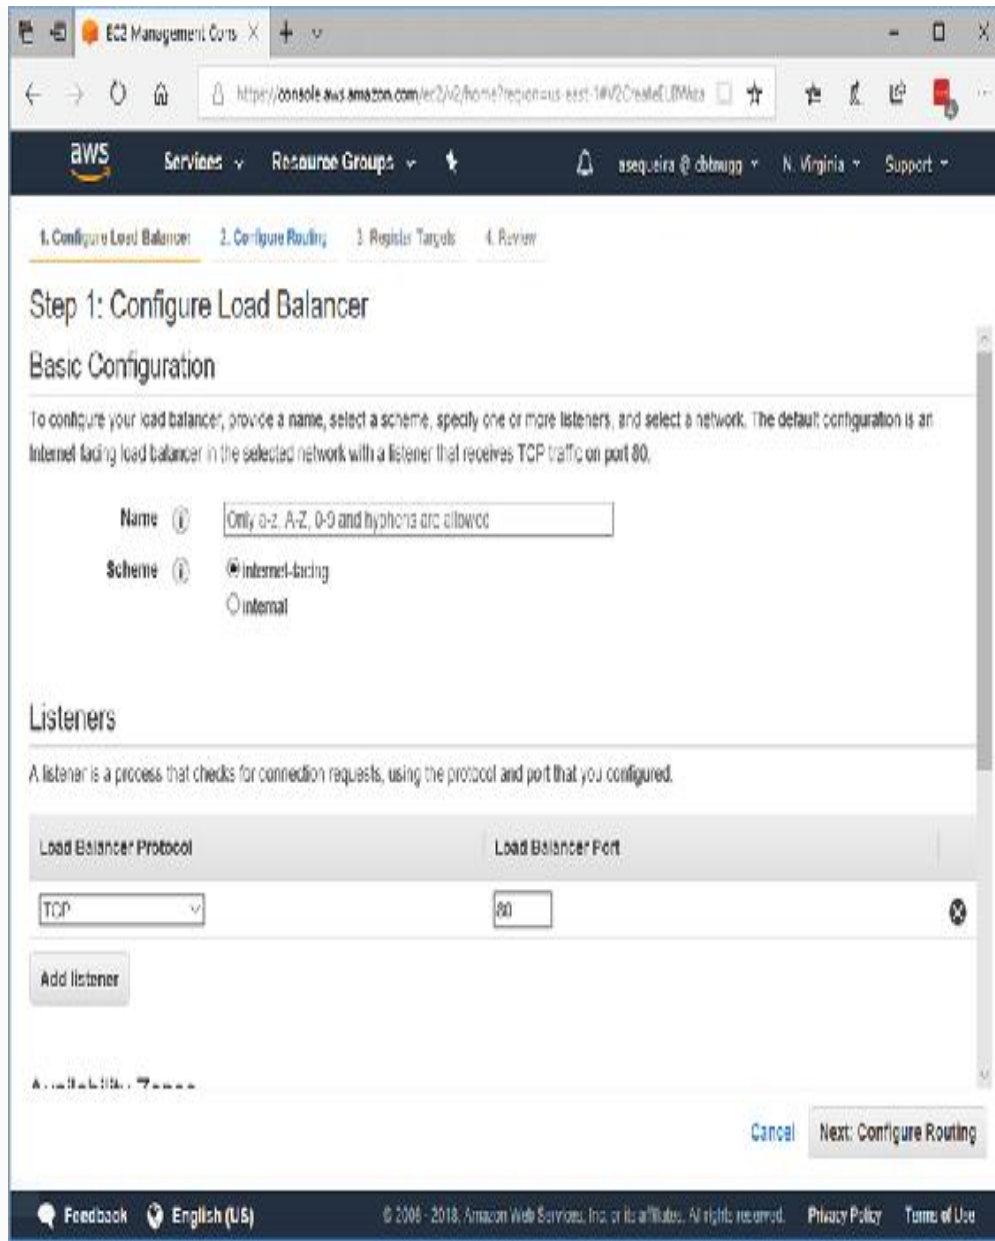 EC2 Management Cons
https://console.aws.amazon.com/ec2/v2/home?region=us-east-1#V2CreateELBWiza
aws Services Resource Groups asequeira @ cbtnugg N. Virginia Support
1. Configure Load Balancer 2. Configure Routing 3. Register Targets 4. Review
Step 1: Configure Load Balancer
Basic Configuration
To configure your load balancer, provide a name, select a scheme, specify one or more listeners, and select a network. The default configuration is an
Internet-facing load balancer in the selected network with a listener that receives TCP traffic on port 80.
Name Only a-z, A-Z, 0-9 and hyphens are allowed
Scheme internet-facing
internal
Listeners
A listener is a process that checks for connection requests, using the protocol and port that you configured.
Load Balancer Protocol Load Balancer Port
TCP 80
Add listener
Availability Zones
Cancel Next: Configure Routing
Feedback English (US) © 2008 - 2018, Amazon Web Services, Inc. or its affiliates. All rights reserved. Privacy Policy Terms of Use